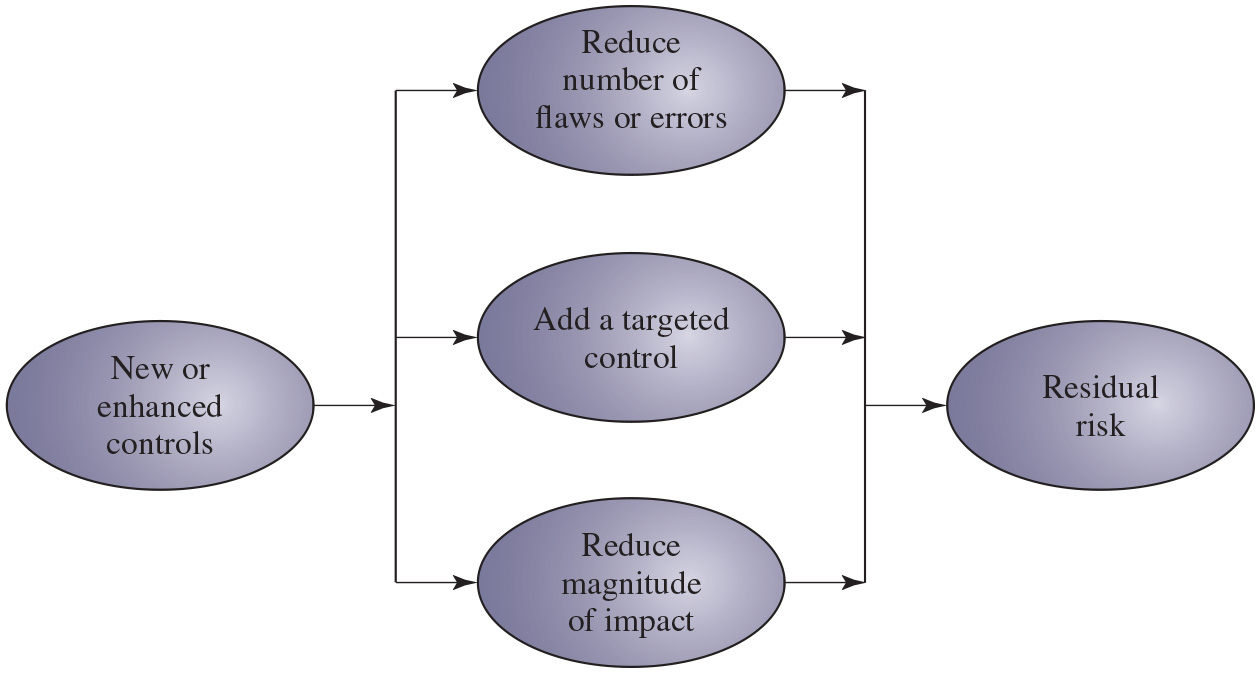 Reduce
number of
flaws or errors
Add a targeted
control
New or
enhanced
controls
Residual
risk
Reduce
magnitude
of impact